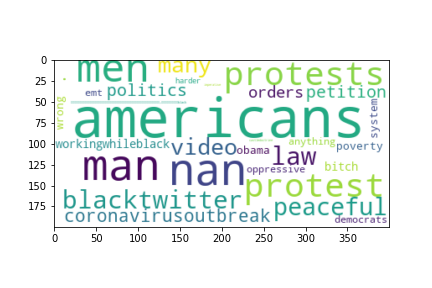 0
25
50
75
100
125
150
175
men many protests
harder
emt politics orders petition
wrong
americans
system
workingwhileblack video obama law anything poverty
man nan oppressive bitch
protest
blacktwitter peaceful
coronavirusoutbreak democrats
0 50 100 150 200 250 300 350